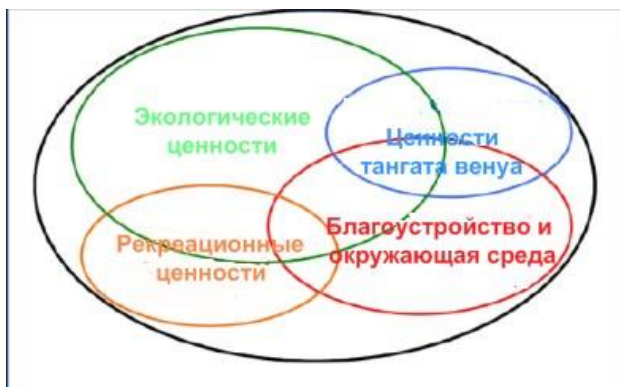 Экологические
ценности
Ценности
тангата венуа
Благоустройство и
окружающая среда
Рекреационные
ценности